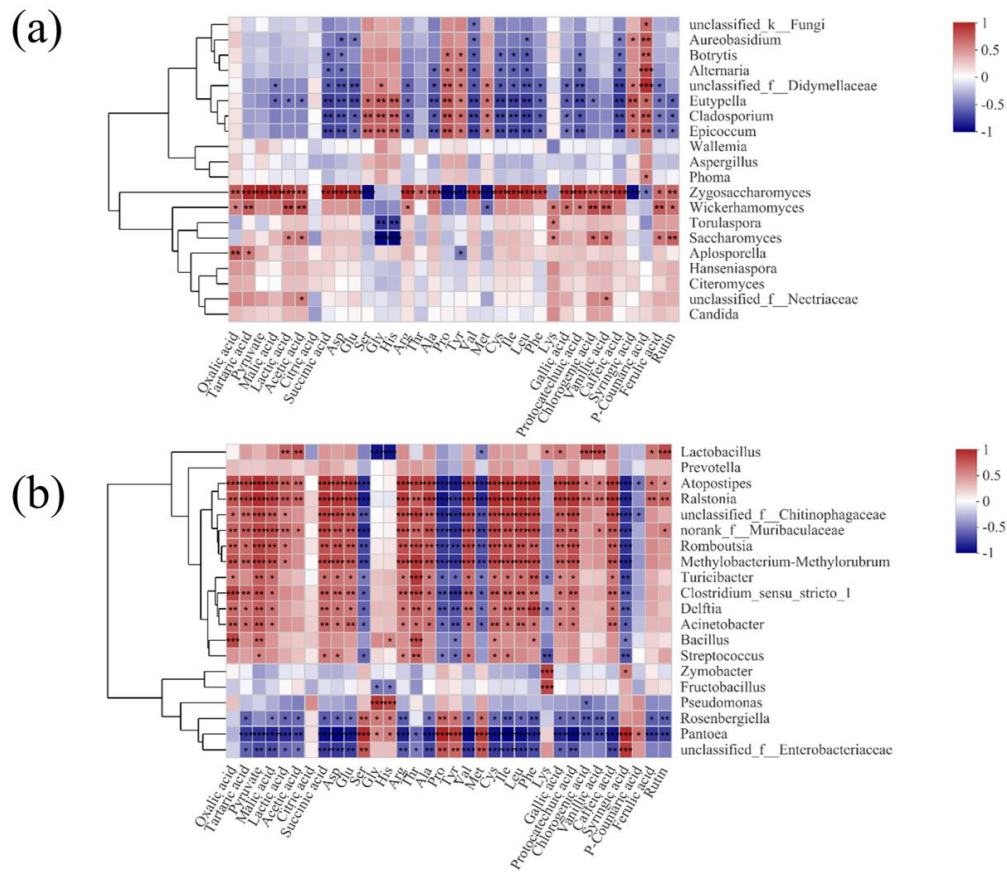 (a)
unclassified_k__Fungi
Aureobasidium
Botrytis
Alternaria
unclassified_f__Didymellaceae
Eutypella
Cladosporium
Epicoccum
Wallemia
Aspergillus
Phoma
Zygosaccharomyces
Wickerhamomyces
Torulaspora
Saccharomyces
Aplosporella
Hanseniaspora
Citeromyces
unclassified_f__Nectriaceae
Candida
1
0.5
0
-0.5
-1
Oxalic acid
Tartaric acid
Pyruvate
Malic acid
Lactic acid
Acetic acid
Citric acid
Succinic acid
Asp
Glu
Ser
Gly
His
Arg
Thr
Ala
Pro
Tyr
Val
Met
Cys
Ile
Leu
Phe
Lys
Gallic acid
Protocatechuic acid
Chlorogenic acid
Vanillic acid
Caffeic acid
Syringic acid
P-Coumaric acid
Ferulic acid
Rutin
(b)
Lactobacillus
Prevotella
Atopostipes
Ralstonia
unclassified_f__Chitinophagaceae
norank_f__Muribaculaceae
Romboutsia
Methylobacterium-Methylorubrum
Turicibacter
Clostridium_sensu_stricto_1
Delftia
Acinetobacter
Bacillus
Streptococcus
Zymobacter
Fructobacillus
Pseudomonas
Rosenbergiella
Pantoea
unclassified_f__Enterobacteriaceae
1
0.5
0
-0.5
-1
Oxalic acid
Tartaric acid
Pyruvate
Malic acid
Lactic acid
Acetic acid
Citric acid
Succinic acid
Asp
Glu
Ser
Gly
His
Arg
Thr
Ala
Pro
Tyr
Val
Met
Cys
Ile
Leu
Phe
Lys
Gallic acid
Protocatechuic acid
Chlorogenic acid
Vanillic acid
Caffeic acid
Syringic acid
P-Coumaric acid
Ferulic acid
Rutin